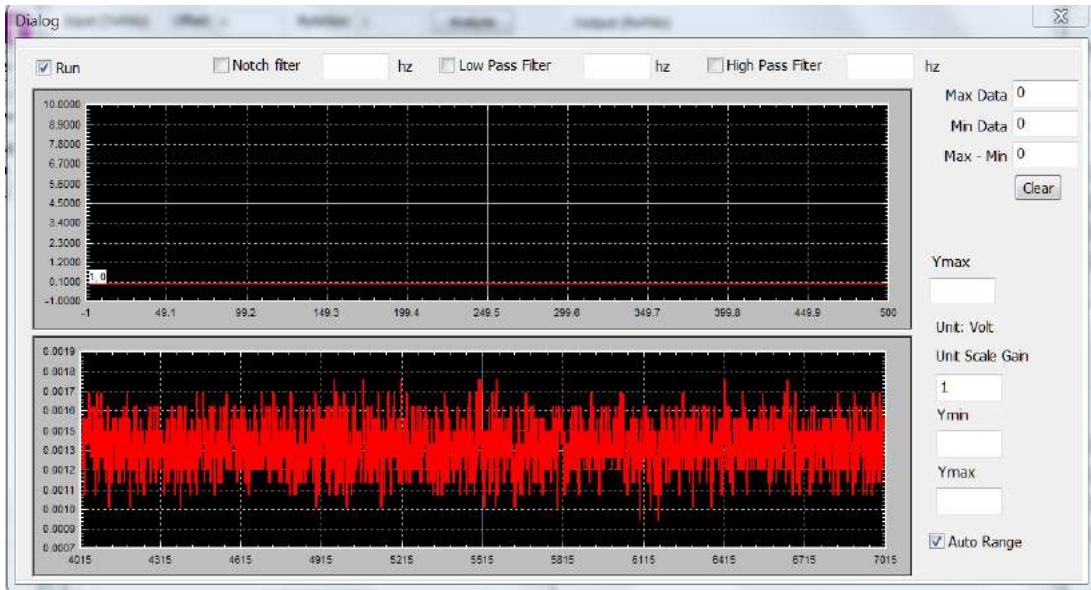 Dialog
Run Notch filter hz Low Pass Filter hz High Pass Filter hz
Max Data 0
Min Data 0
Max - Min 0
Clear
10.0000
8.9000
7.8000
6.7000
5.6000
4.5000
3.4000
2.3000
1.2000
0.1000
-1.0000
1, 0
-1 49.1 99.2 149.3 199.4 249.5 299.6 349.7 399.8 449.9 500
Ymax
Unit: Volt
Unit Scale Gain
1
Ymin
Ymax
Auto Range
0.0019
0.0018
0.0017
0.0016
0.0015
0.0013
0.0012
0.0011
0.0010
0.0009
0.0007
4015 4315 4615 4915 5215 5515 5815 6115 6415 6715 7015